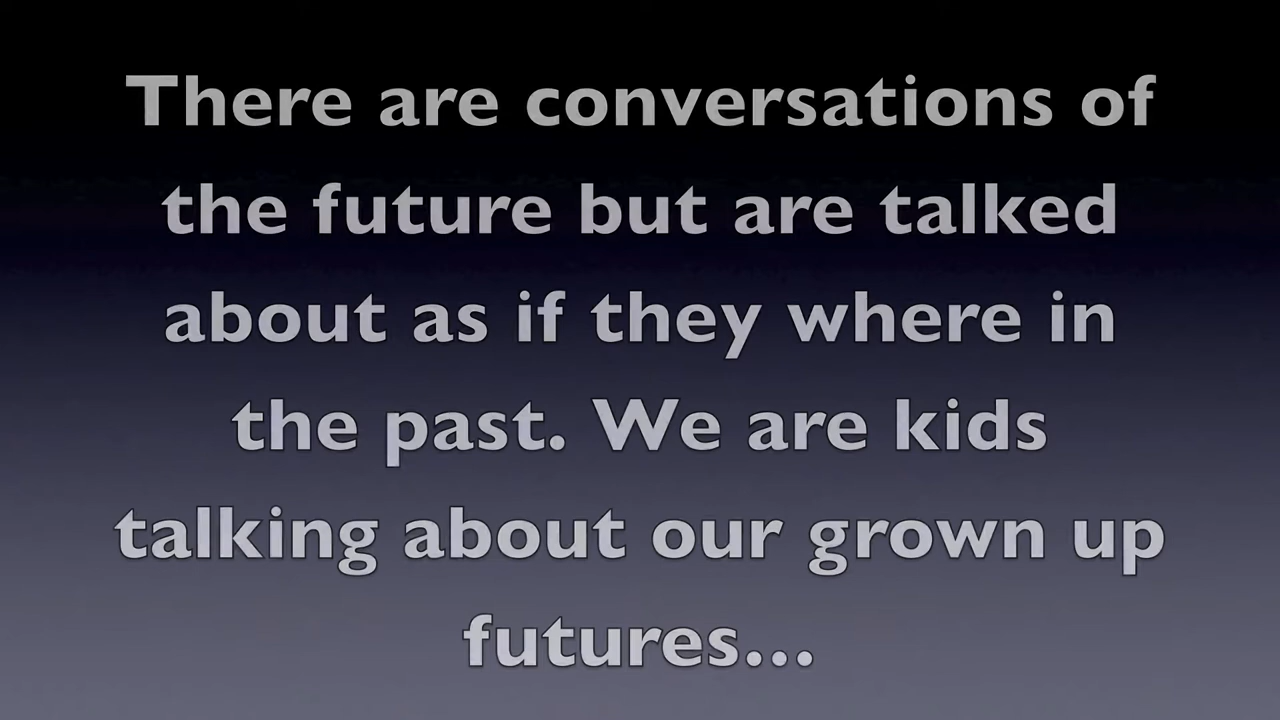 There are conversations of
the future but are talked
about as if they where in
the past. We are kids
talking about our grown up
futures...